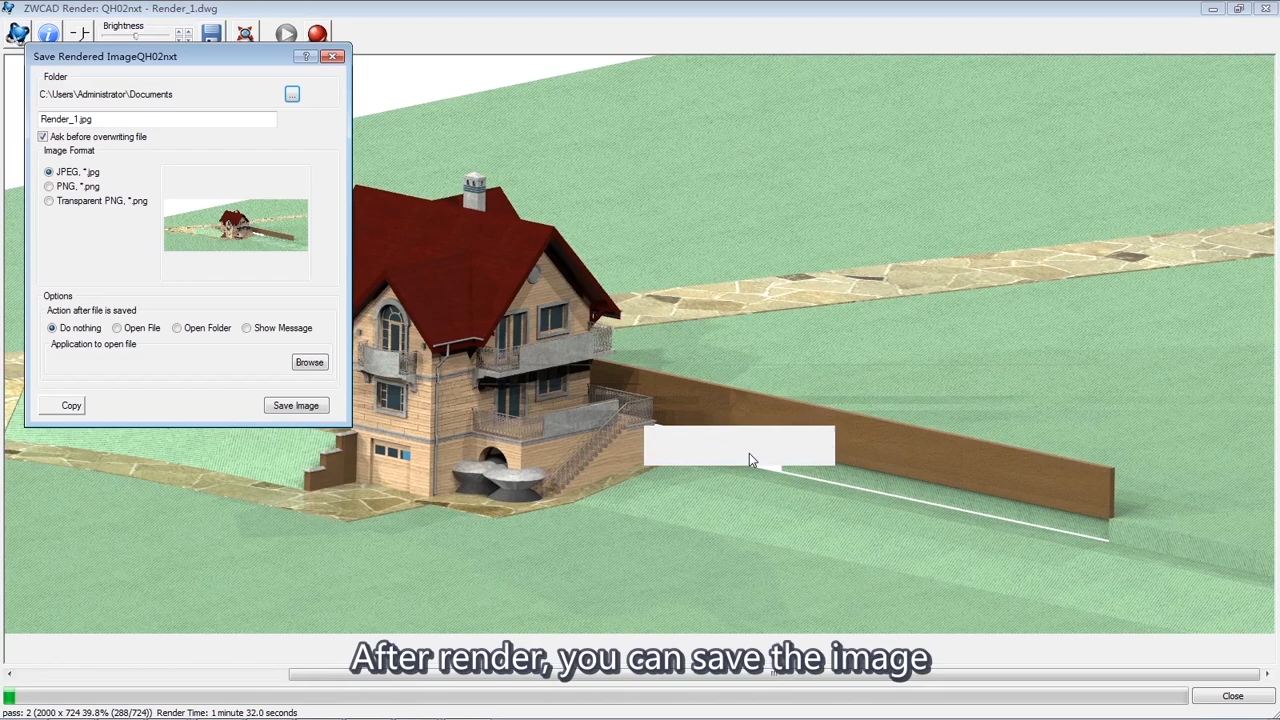 ZWCAD Render: QH02nxt - Render_1.dwg
Brightness
Save Rendered ImageQH02nxt
Folder
C:\Users\Administrator\Documents
...
Render_1.jpg
Ask before overwriting file
Image Format
JPEG, *.jpg
PNG, *.png
Transparent PNG, *.png
Options
Action after file is saved
Do nothing Open File Open Folder Show Message
Application to open file
Browse
Copy Save Image
After render, you can save the image
Close
pass: 2 (2000 x 724 39.8% (288/724)) Render Time: 1 minute 32.0 seconds